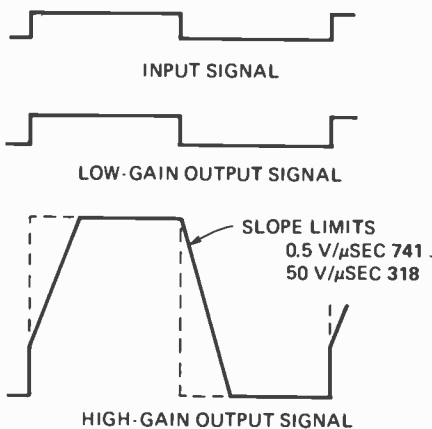 INPUT SIGNAL
LOW-GAIN OUTPUT SIGNAL
SLOPE LIMITS
0.5 V/μSEC 741
50 V/μSEC 318
HIGH-GAIN OUTPUT SIGNAL